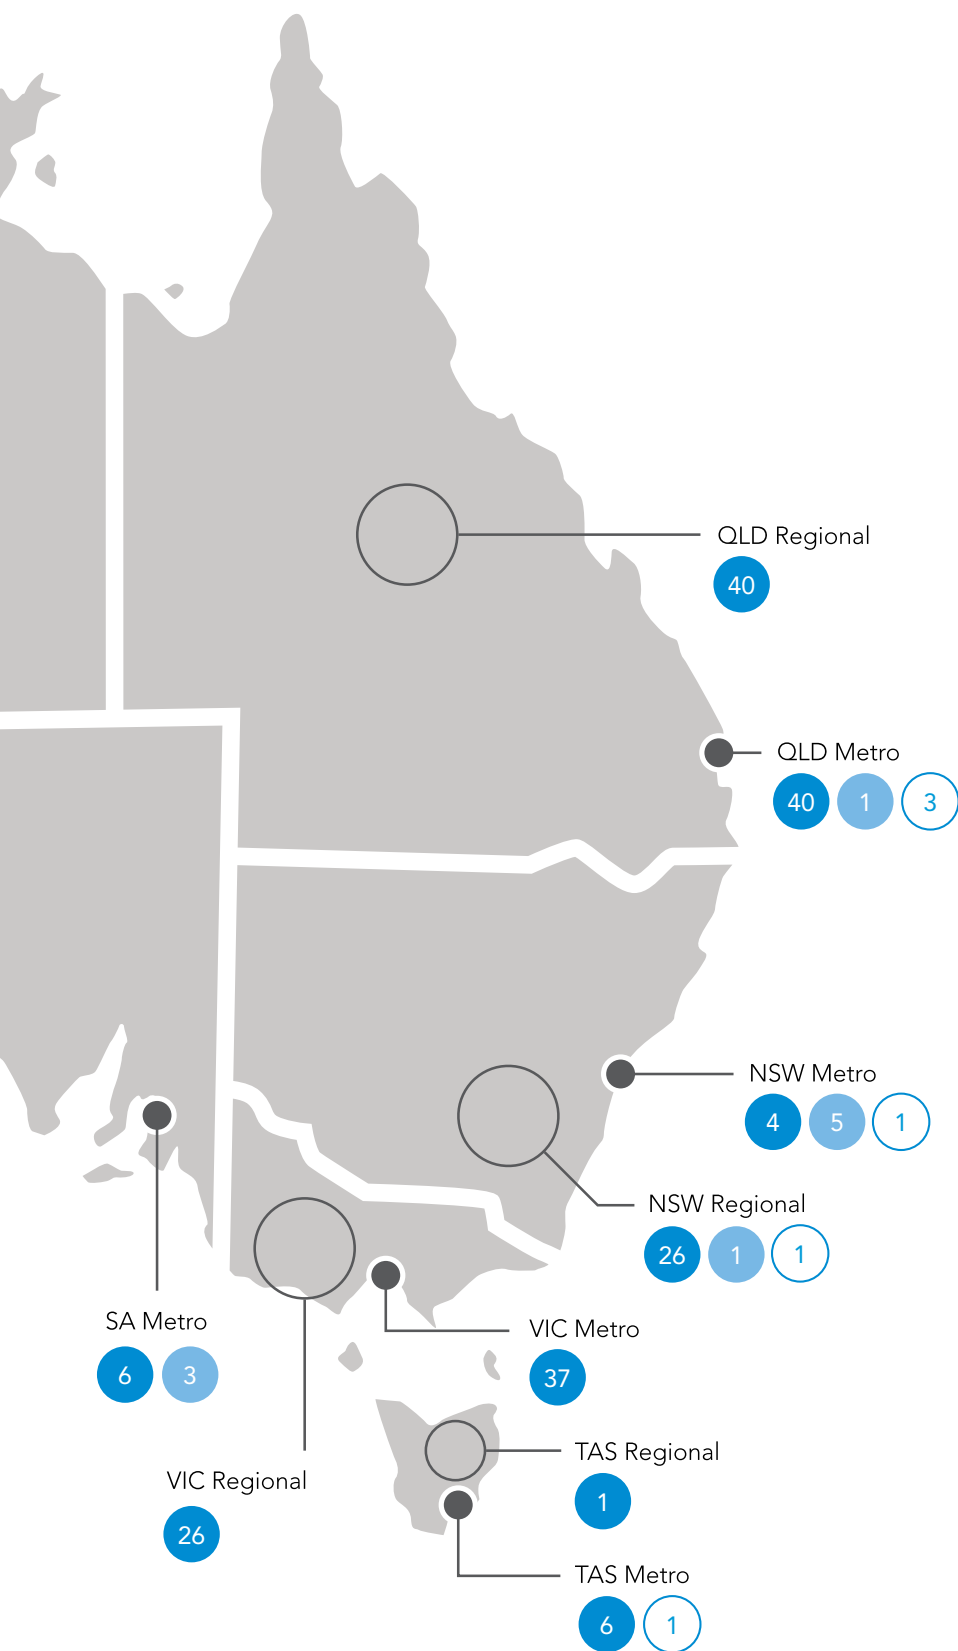 QLD Regional
40
QLD Metro
40 1 3
NSW Metro
4 5 1
NSW Regional
26 1 1
SA Metro
6 3
VIC Metro
37
TAS Regional
1
VIC Regional
26
TAS Metro
6 1